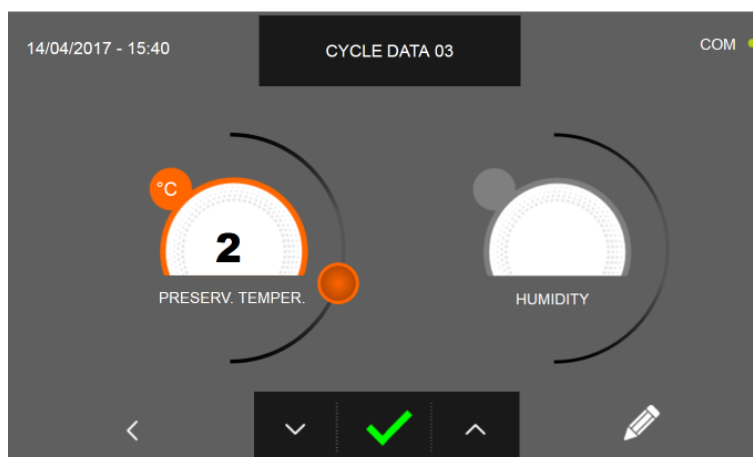 14/04/2017 - 15:40
CYCLE DATA 03
COM
°C
2
PRESERV. TEMPER.
HUMIDITY